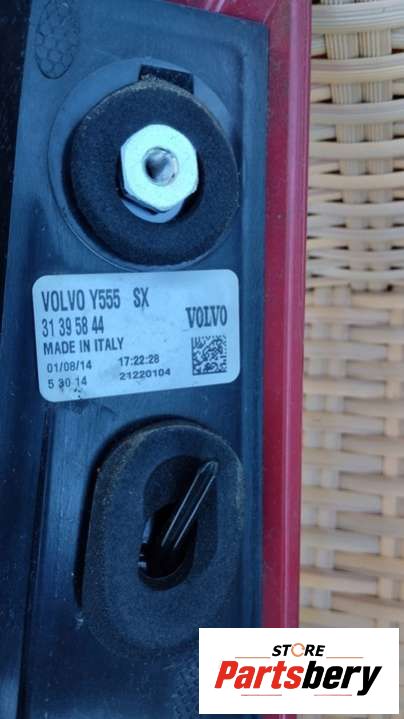 VOLVO Y555 SX
31 39 58 44
VOLVO
MADE IN ITALY
01/08/14 17:22:28
5 30 14 21220104
STORE
Partsbery